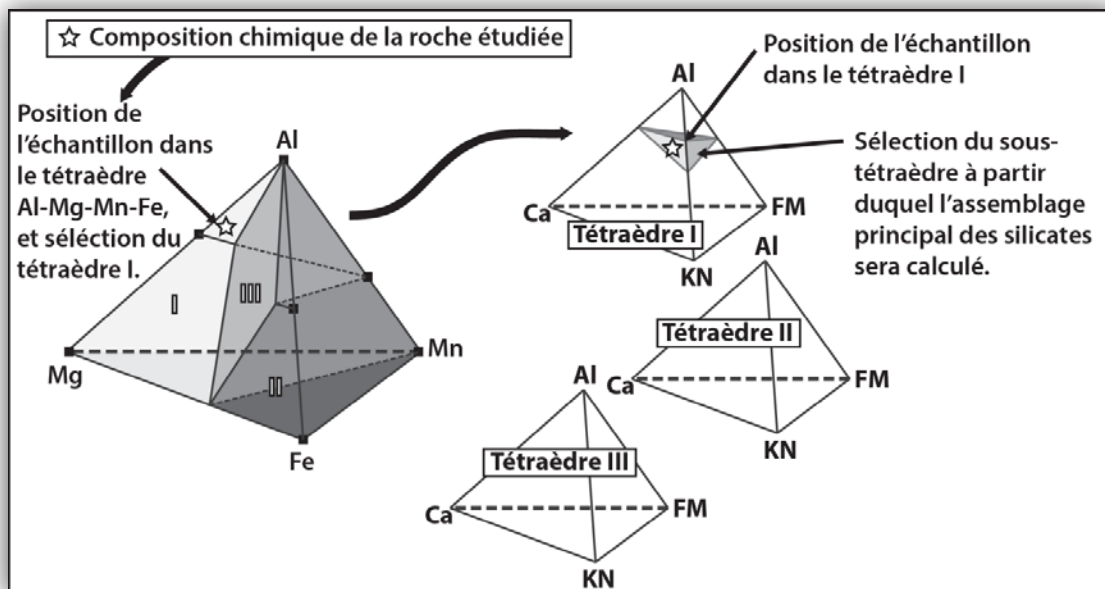 ☆ Composition chimique de la roche étudiée
Position de
l'échantillon dans
le tétraèdre
Al-Mg-Mn-Fe,
et séléction du
tétraèdre I.
Al
I
III
II
Mg
Mn
Fe
Position de l'échantillon
dans le tétraèdre I
Al
Sélection du sous-
tétraèdre à partir
duquel l'assemblage
principal des silicates
sera calculé.
Ca
FM
Tétraèdre I
KN
Al
Tétraèdre II
Ca
FM
KN
Al
Tétraèdre III
Ca
FM
KN